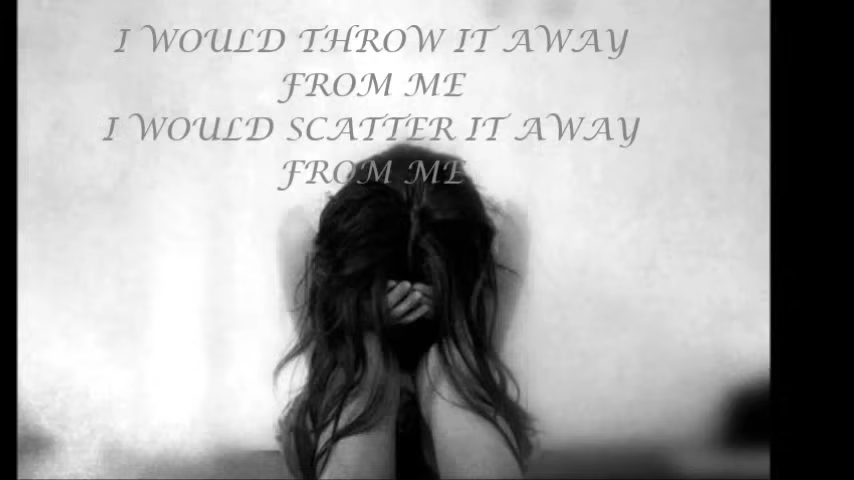 I WOULD THROW IT AWAY
FROM ME
I WOULD SCATTER IT AWAY
FROM ME